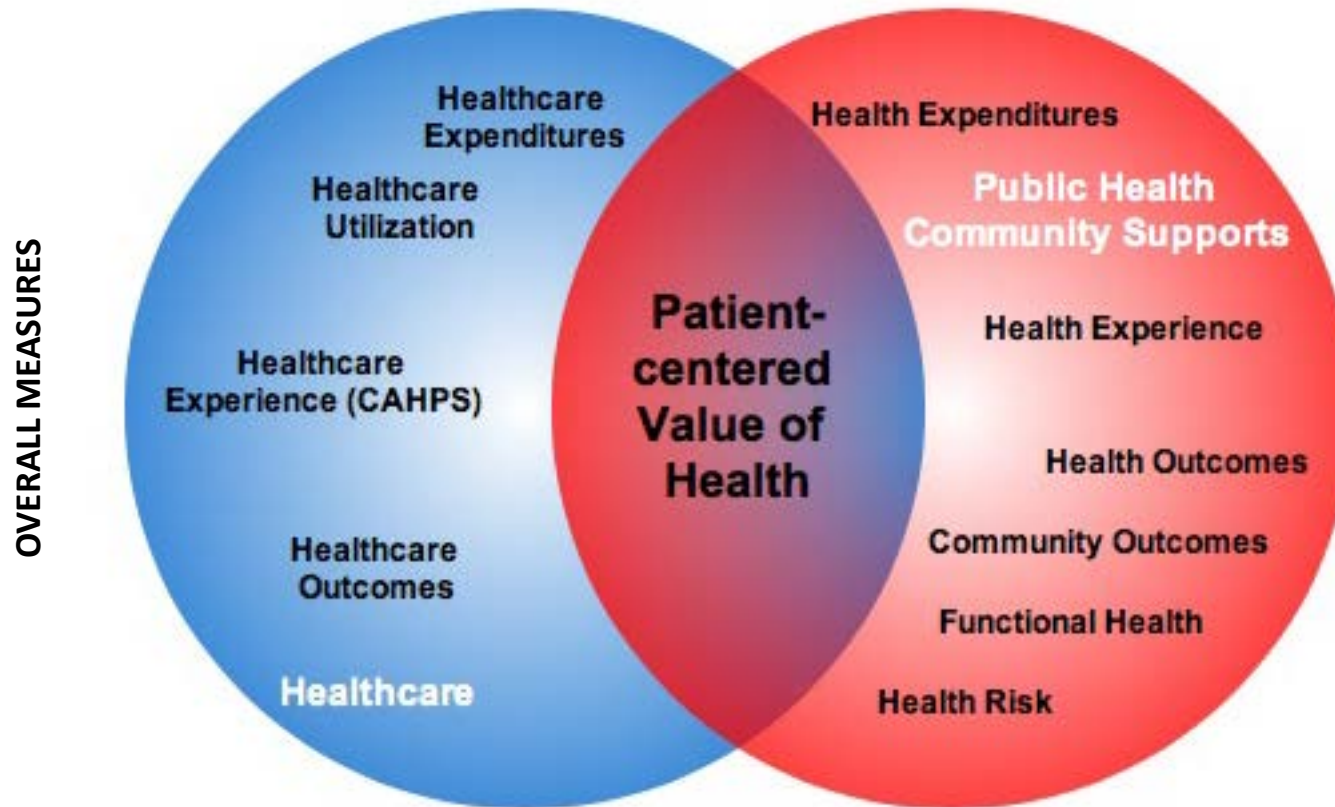 OVERALL MEASURES
Healthcare
Expenditures
Healthcare
Utilization
Healthcare
Experience (CAHPS)
Healthcare
Outcomes
Healthcare
Patient-
centered
Value of
Health
Health Expenditures
Public Health
Community Supports
Health Experience
Health Outcomes
Community Outcomes
Functional Health
Health Risk